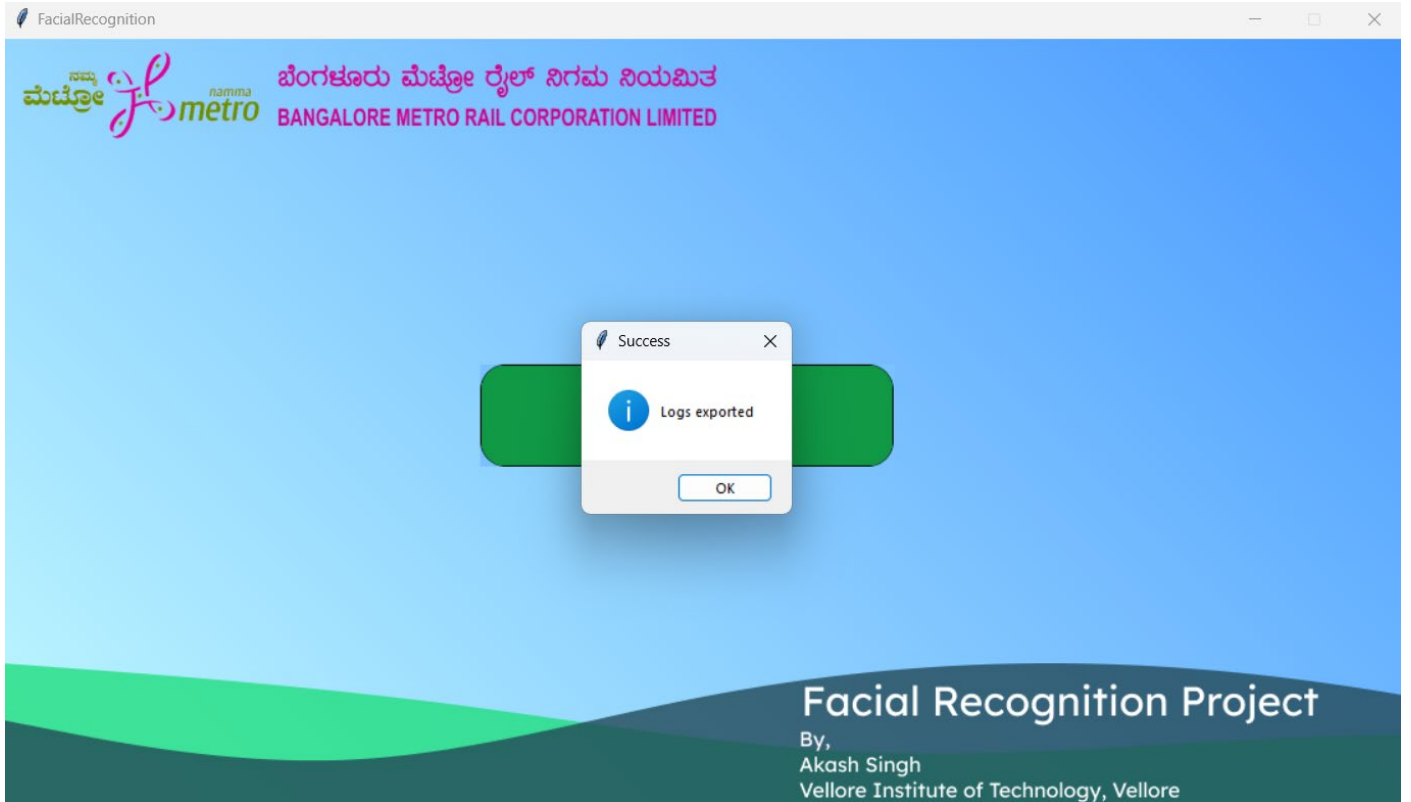 FacialRecognition
ನಮ್ಮ
ಮೆಟ್ರೋ
namma
metro
ಬೆಂಗಳೂರು ಮೆಟ್ರೋ ರೈಲ್ ನಿಗಮ ನಿಯಮಿತ
BANGALORE METRO RAIL CORPORATION LIMITED
Success
Logs exported
OK
Facial Recognition Project
By,
Akash Singh
Vellore Institute of Technology, Vellore